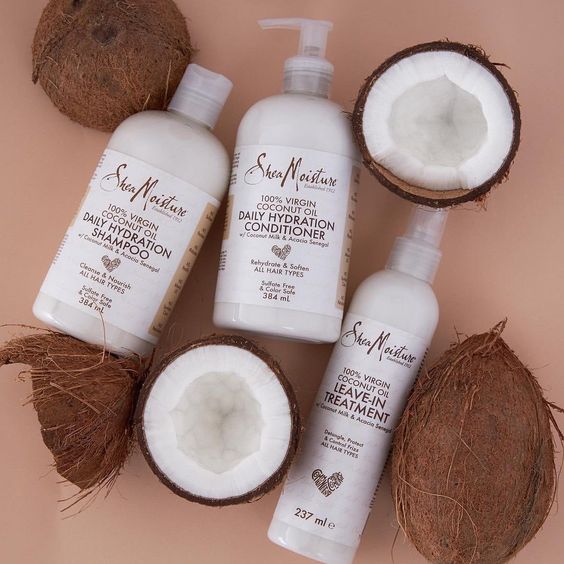 SheaMoisture
Established 1912
100% VIRGIN
COCONUT OIL
DAILY HYDRATION
SHAMPOO
w/ Coconut Milk & Acacia Senegal
Cleanse & Nourish
ALL HAIR TYPES
Sulfate Free
& Color Safe
384 mL
SheaMoisture
Established 1912
100% VIRGIN
COCONUT OIL
DAILY HYDRATION
CONDITIONER
w/ Coconut Milk & Acacia Senegal
Rehydrate & Soften
ALL HAIR TYPES
Sulfate Free
& Color Safe
384 mL
SheaMoisture
Established 1912
100% VIRGIN
COCONUT OIL
LEAVE-IN
TREATMENT
w/ Coconut Milk & Acacia Senegal
Detangle, Protect
& Control Frizz
ALL HAIR TYPES
237 ml e